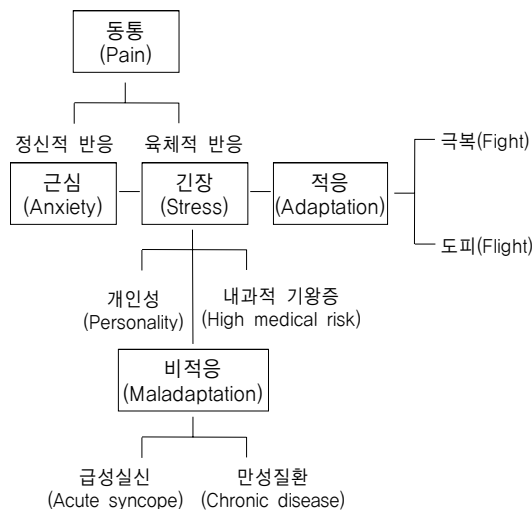 동통
(Pain)
정신적 반응
육체적 반응
근심
(Anxiety)
긴장
(Stress)
적응
(Adaptation)
극복(Fight)
도피(Flight)
개인성
(Personality)
내과적 기왕증
(High medical risk)
비적응
(Maladaptation)
급성실신
(Acute syncope)
만성질환
(Chronic disease)